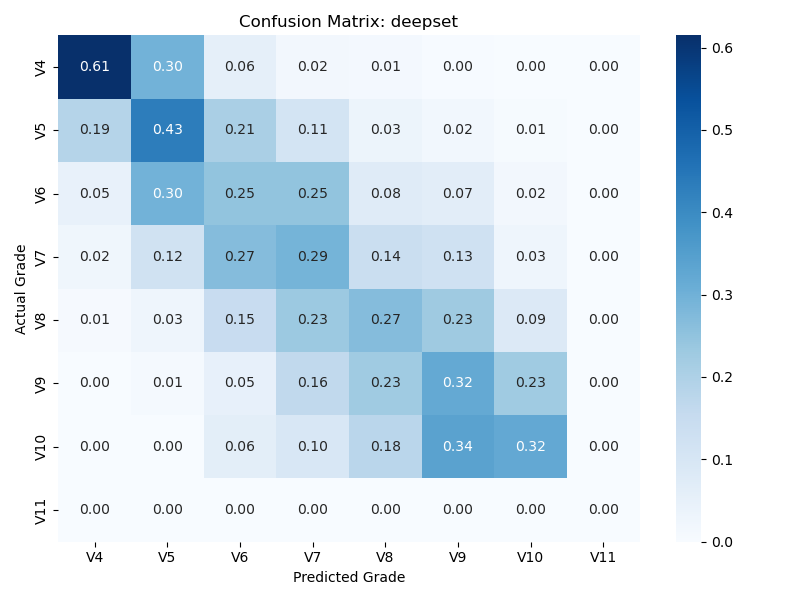 Confusion Matrix: deepset
V4 0.61 0.30 0.06 0.02 0.01 0.00 0.00 0.00
V5 0.19 0.43 0.21 0.11 0.03 0.02 0.01 0.00
V6 0.05 0.30 0.25 0.25 0.08 0.07 0.02 0.00
V7 0.02 0.12 0.27 0.29 0.14 0.13 0.03 0.00
V8 0.01 0.03 0.15 0.23 0.27 0.23 0.09 0.00
V9 0.00 0.01 0.05 0.16 0.23 0.32 0.23 0.00
V10 0.00 0.00 0.06 0.10 0.18 0.34 0.32 0.00
V11 0.00 0.00 0.00 0.00 0.00 0.00 0.00 0.00
V4 V5 V6 V7 V8 V9 V10 V11
Predicted Grade
Actual Grade
0.6
0.5
0.4
0.3
0.2
0.1
0.0